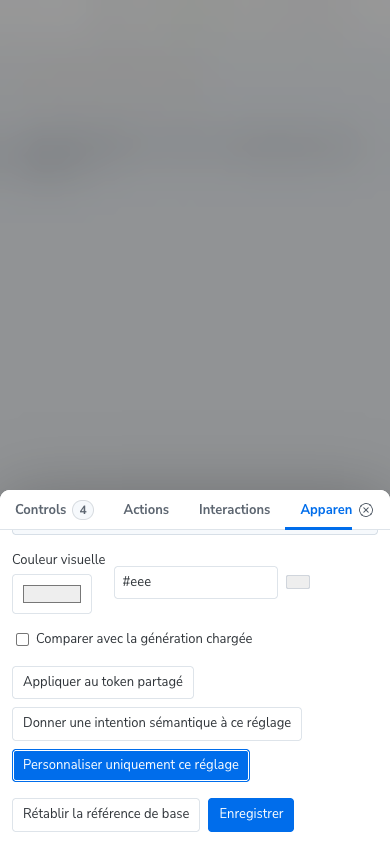 Controls 4 Actions Interactions Apparen
Couleur visuelle
#eee
Comparer avec la génération chargée
Appliquer au token partagé
Donner une intention sémantique à ce réglage
Personnaliser uniquement ce réglage
Rétablir la référence de base Enregistrer